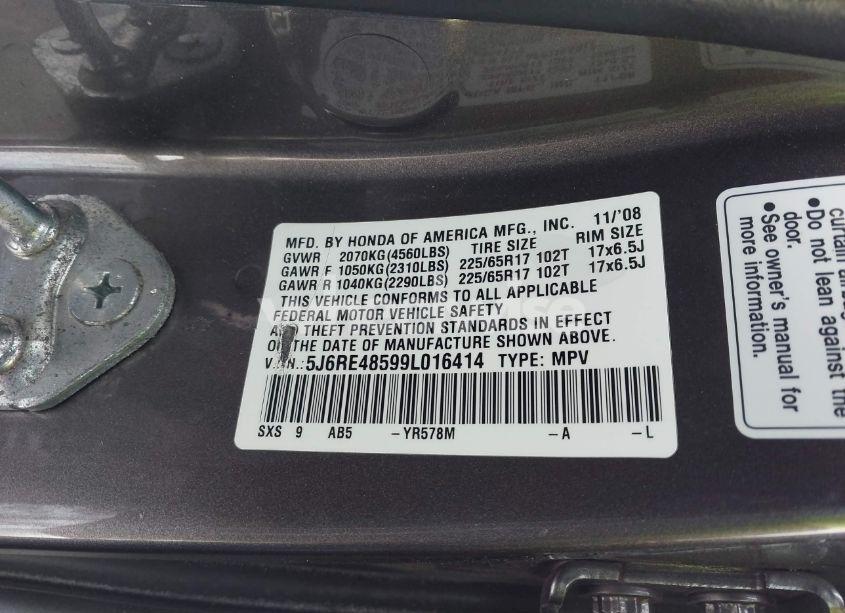 MFD. BY HONDA OF AMERICA MFG., INC. 11/'08
GVWR 2070KG(4560LBS) TIRE SIZE RIM SIZE
GAWR F 1050KG(2310LBS) 225/65R17 102T 17x6.5J
GAWR R 1040KG(2290LBS) 225/65R17 102T 17x6.5J
THIS VEHICLE CONFORMS TO ALL APPLICABLE
FEDERAL MOTOR VEHICLE SAFETY
AND THEFT PREVENTION STANDARDS IN EFFECT
ON THE DATE OF MANUFACTURE SHOWN ABOVE.
V.I.N.:5J6RE48599L016414 TYPE: MPV
SXS 9 AB5 -YR578M -A -L
curtain
•Do not lean against the
door.
•See owner's manual for
more information.